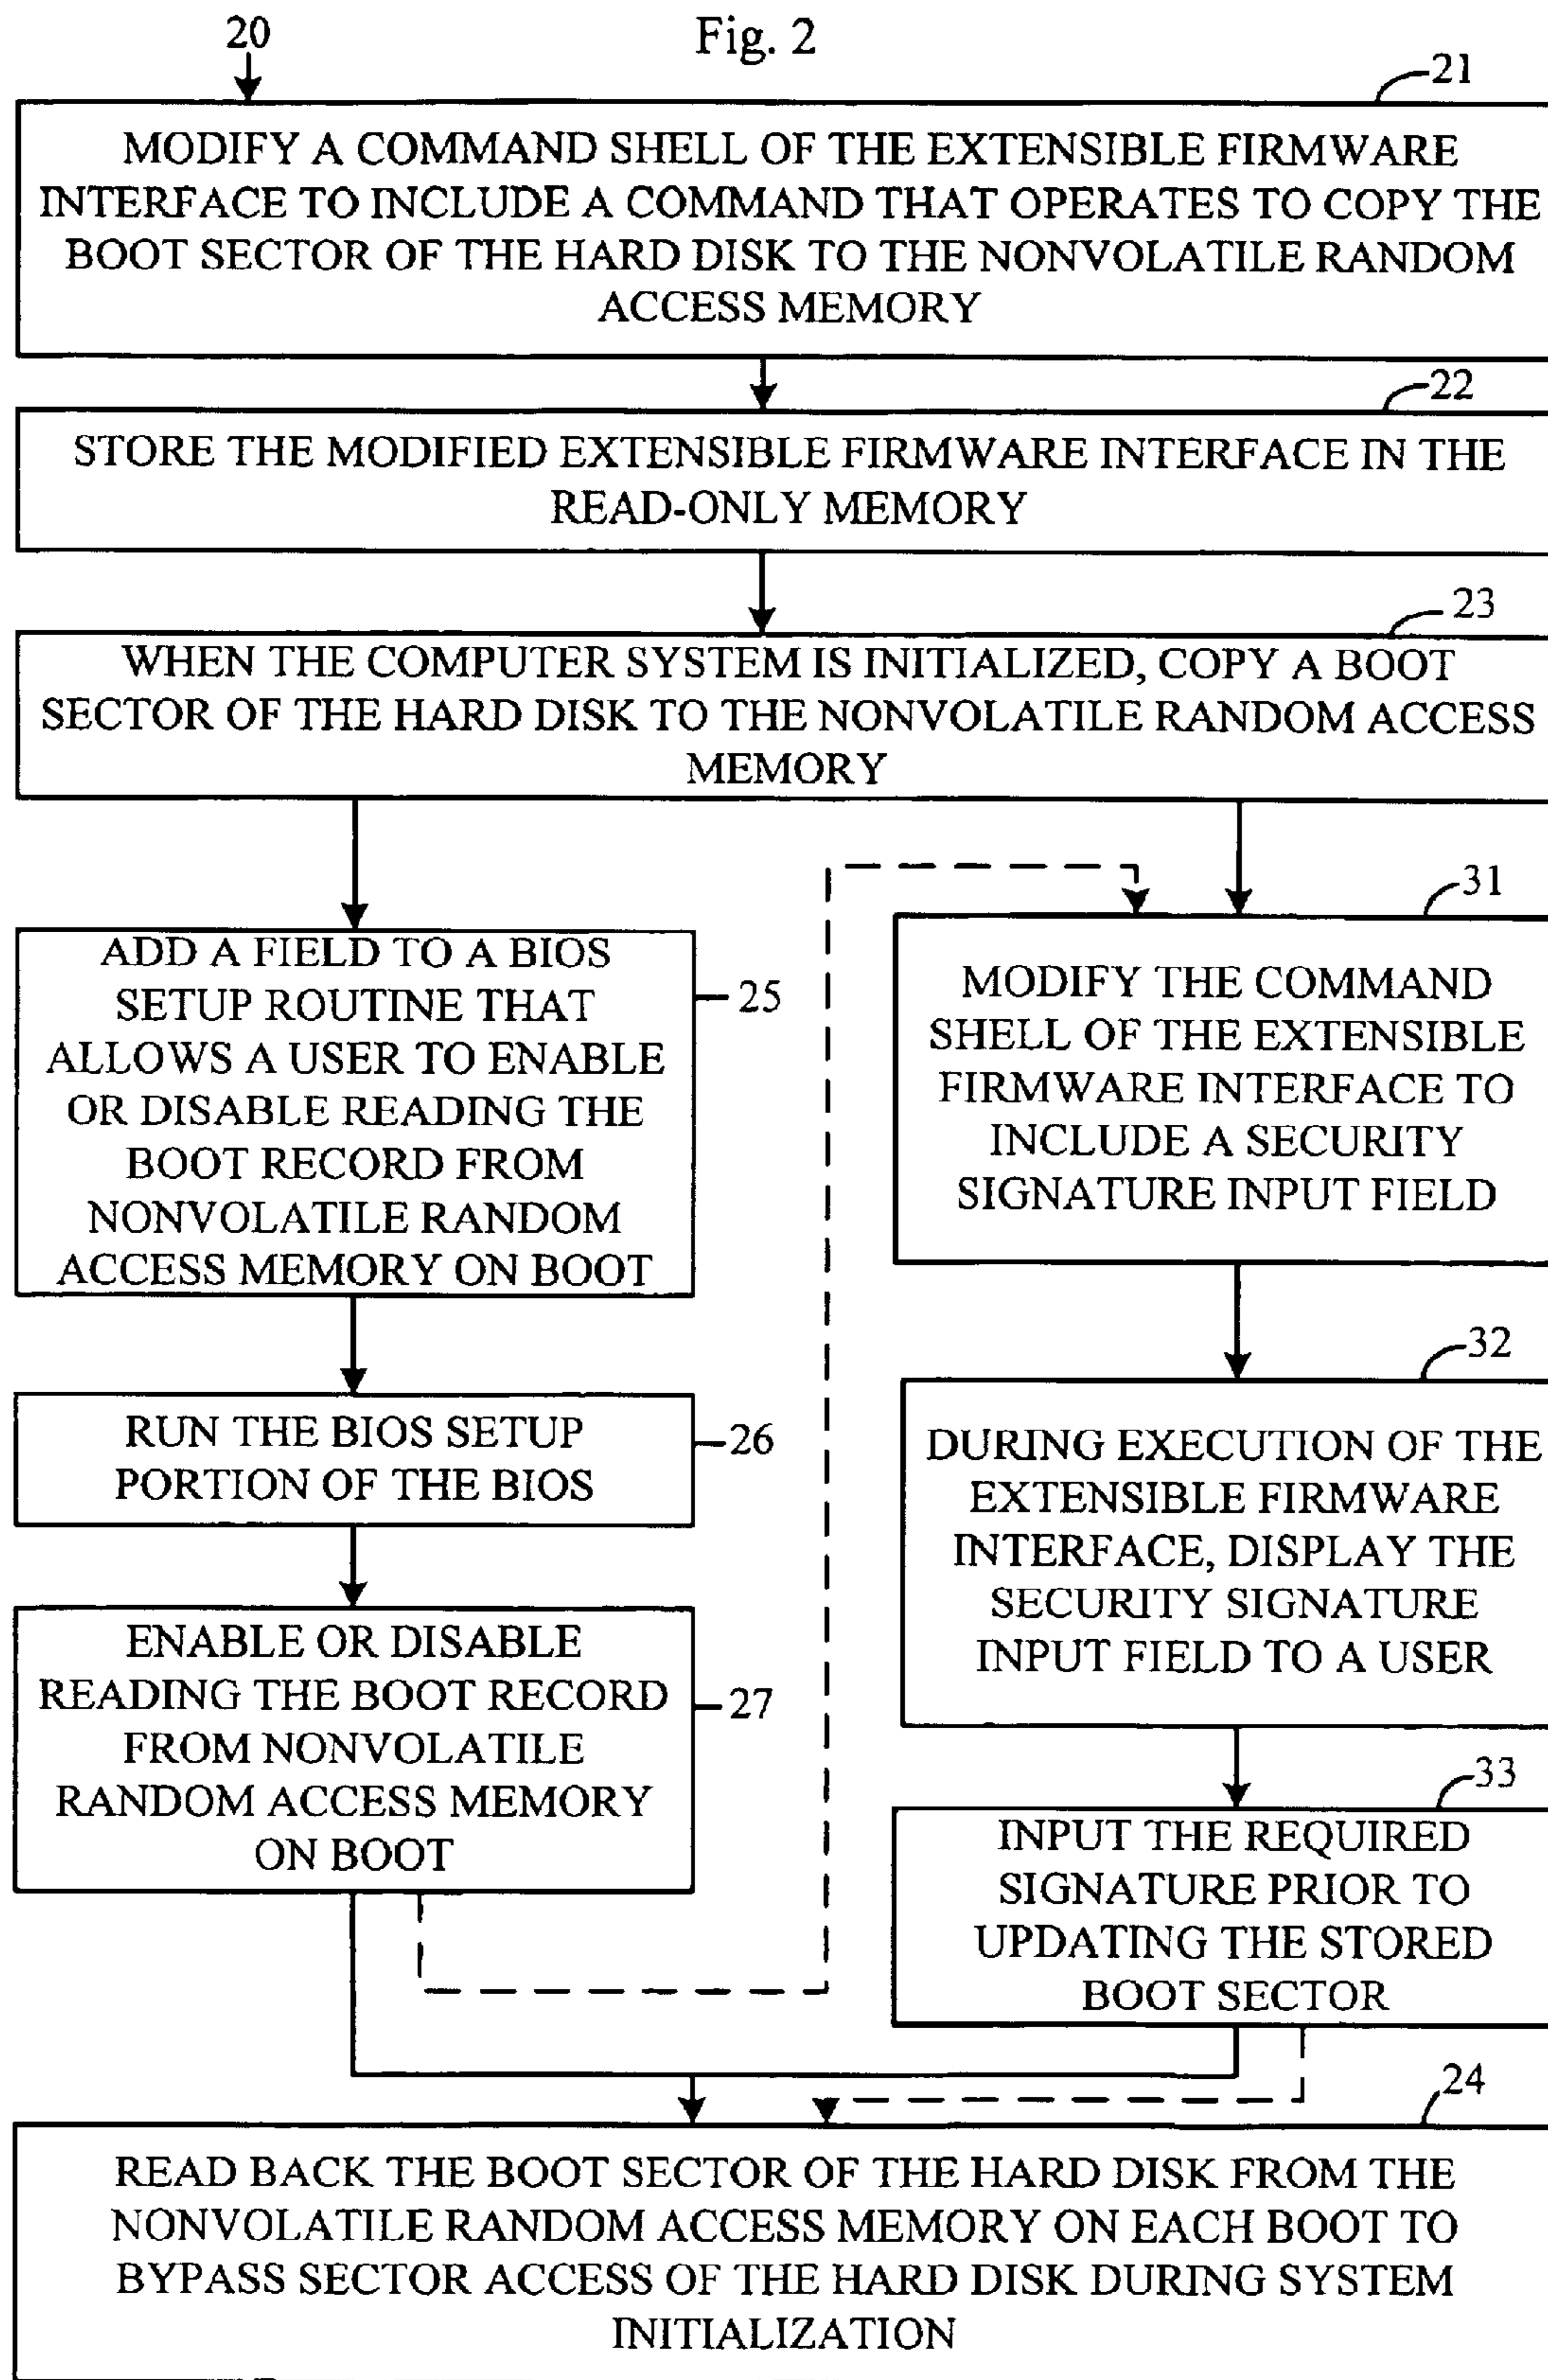 20
Fig. 2
21
MODIFY A COMMAND SHELL OF THE EXTENSIBLE FIRMWARE
INTERFACE TO INCLUDE A COMMAND THAT OPERATES TO COPY THE
BOOT SECTOR OF THE HARD DISK TO THE NONVOLATILE RANDOM
ACCESS MEMORY
22
STORE THE MODIFIED EXTENSIBLE FIRMWARE INTERFACE IN THE
READ-ONLY MEMORY
23
WHEN THE COMPUTER SYSTEM IS INITIALIZED, COPY A BOOT
SECTOR OF THE HARD DISK TO THE NONVOLATILE RANDOM ACCESS
MEMORY
ADD A FIELD TO A BIOS
SETUP ROUTINE THAT
ALLOWS A USER TO ENABLE
OR DISABLE READING THE
BOOT RECORD FROM
NONVOLATILE RANDOM
ACCESS MEMORY ON BOOT
25
RUN THE BIOS SETUP
PORTION OF THE BIOS
26
ENABLE OR DISABLE
READING THE BOOT RECORD
FROM NONVOLATILE
RANDOM ACCESS MEMORY
ON BOOT
27
31
MODIFY THE COMMAND
SHELL OF THE EXTENSIBLE
FIRMWARE INTERFACE TO
INCLUDE A SECURITY
SIGNATURE INPUT FIELD
32
DURING EXECUTION OF THE
EXTENSIBLE FIRMWARE
INTERFACE, DISPLAY THE
SECURITY SIGNATURE
INPUT FIELD TO A USER
33
INPUT THE REQUIRED
SIGNATURE PRIOR TO
UPDATING THE STORED
BOOT SECTOR
24
READ BACK THE BOOT SECTOR OF THE HARD DISK FROM THE
NONVOLATILE RANDOM ACCESS MEMORY ON EACH BOOT TO
BYPASS SECTOR ACCESS OF THE HARD DISK DURING SYSTEM
INITIALIZATION